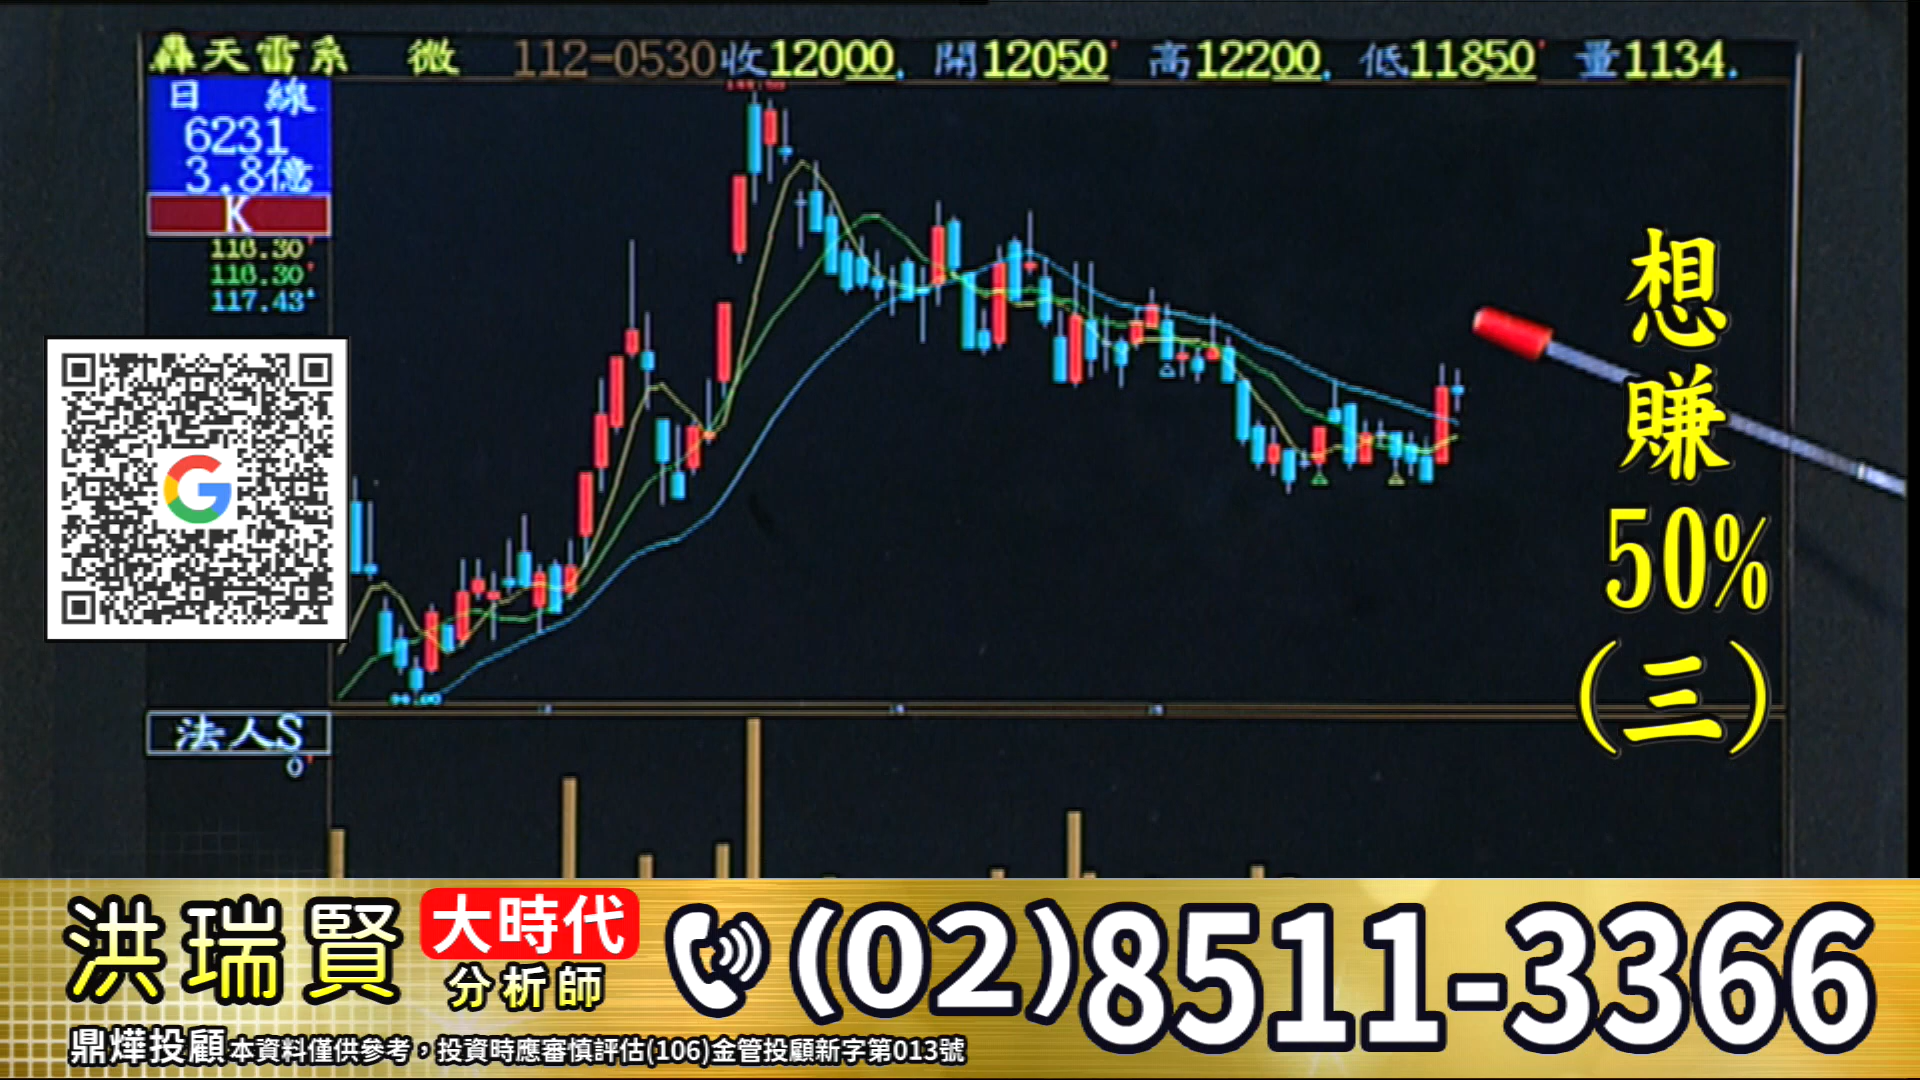 轟天雷系 微 112-0530收12000 開12050 高12200 低11850 量1134
日 線
6231
3.8億
K
116.30
116.30
117.43
想賺50%(三)
法人S
0
洪瑞賢
大時代
分析師
(02)8511-3366
鼎燁投顧本資料僅供參考，投資時應審慎評估(106)金管投顧新字第013號